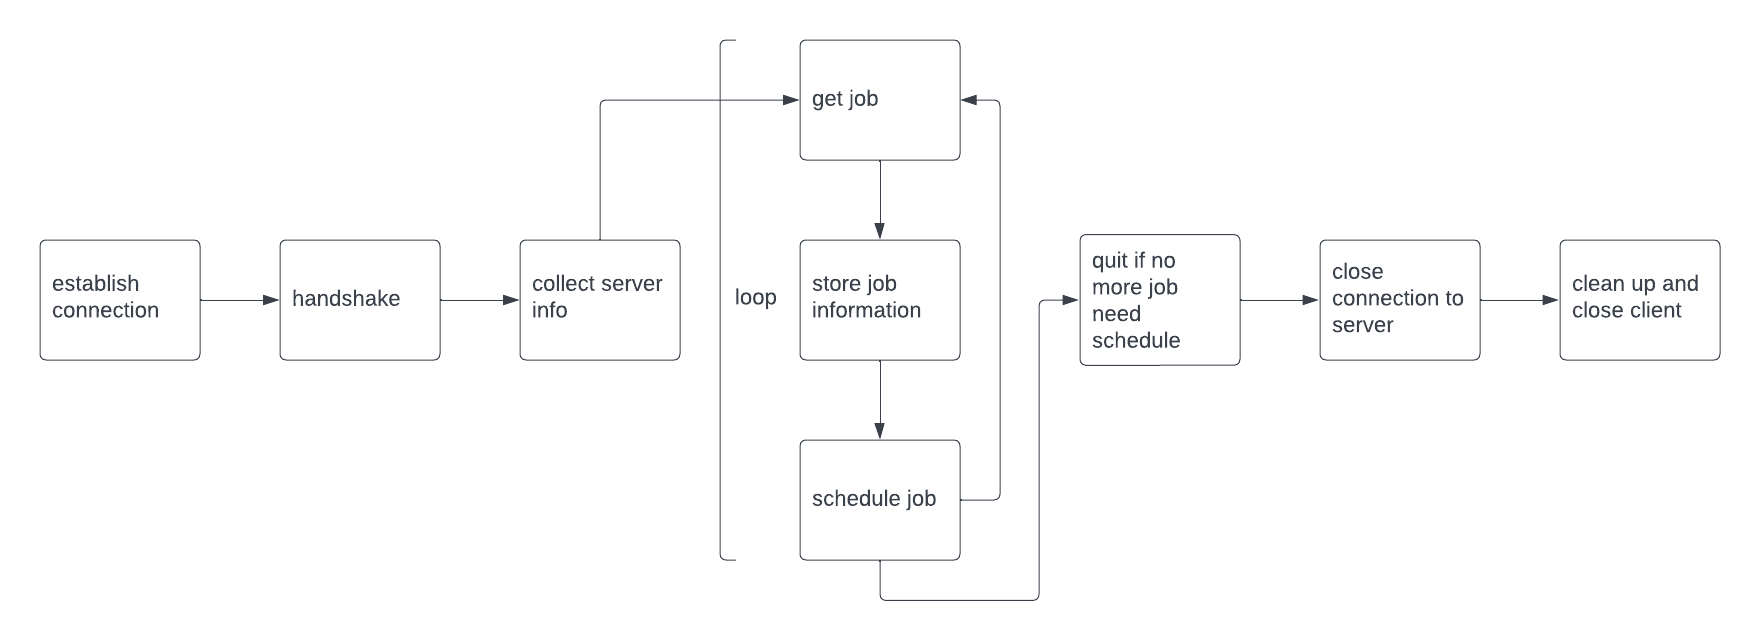 establish
connection
handshake
collect server
info
loop
get job
store job
information
schedule job
quit if no
more job
need
schedule
close
connection to
server
clean up and
close client